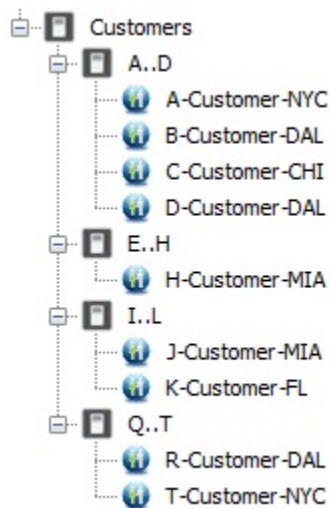 Customers
A..D
A-Customer-NYC
B-Customer-DAL
C-Customer-CHI
D-Customer-DAL
E..H
H-Customer-MIA
I..L
J-Customer-MIA
K-Customer-FL
Q..T
R-Customer-DAL
T-Customer-NYC